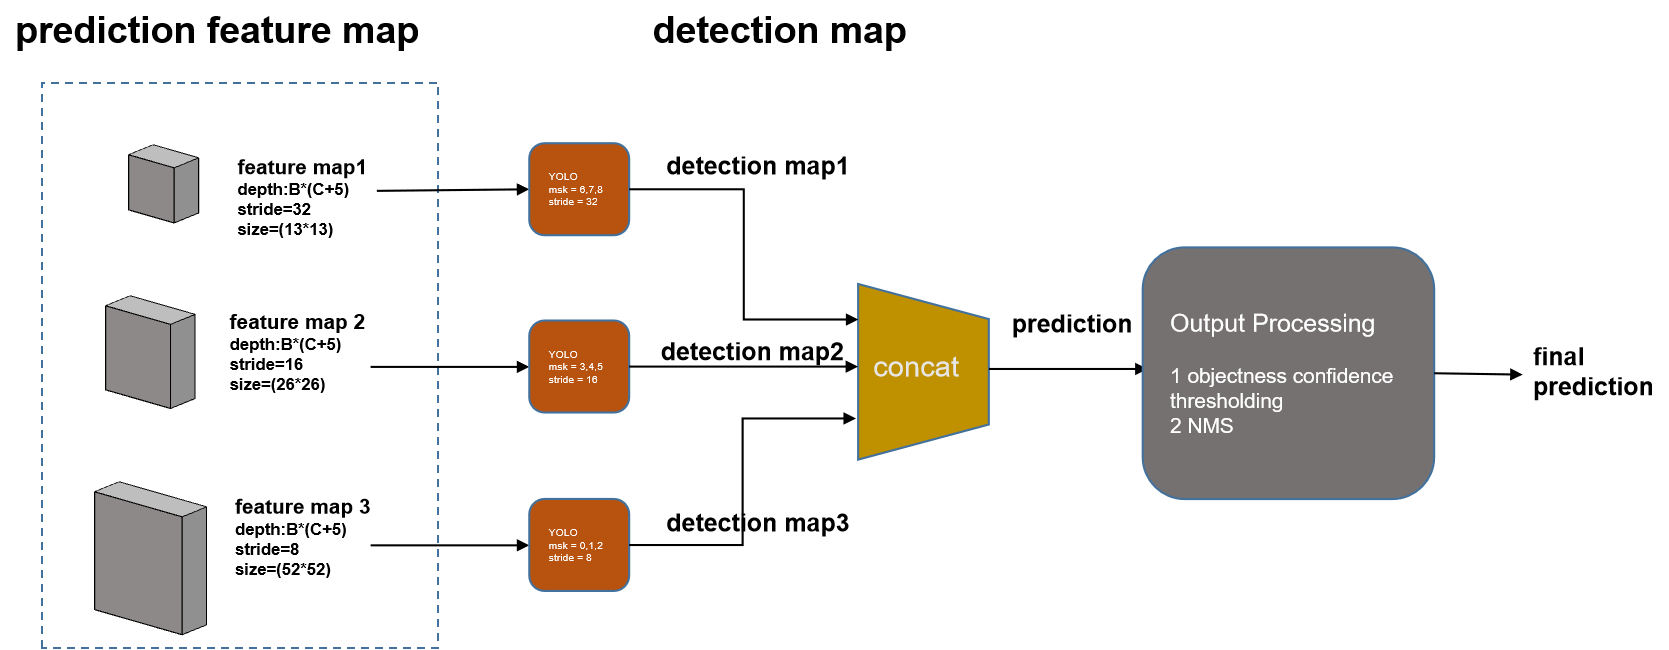 prediction feature map
detection map
feature map1
depth:B*(C+5)
stride=32
size=(13*13)
YOLO
msk = 6,7,8
stride = 32
detection map1
feature map 2
depth:B*(C+5)
stride=16
size=(26*26)
YOLO
msk = 3,4,5
stride = 16
detection map2
feature map 3
depth:B*(C+5)
stride=8
size=(52*52)
YOLO
msk = 0,1,2
stride = 8
detection map3
concat
prediction
Output Processing
1 objectness confidence
thresholding
2 NMS
final
prediction